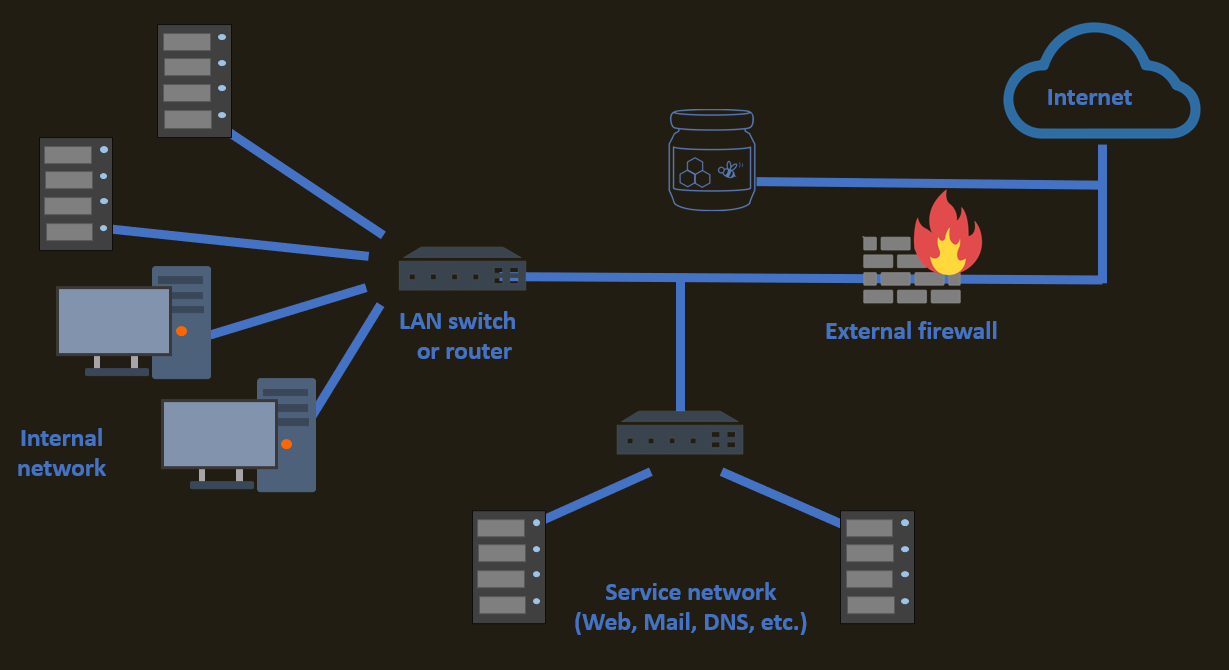 Internet
LAN switch
or router
External firewall
Internal
network
Service network
(Web, Mail, DNS, etc.)